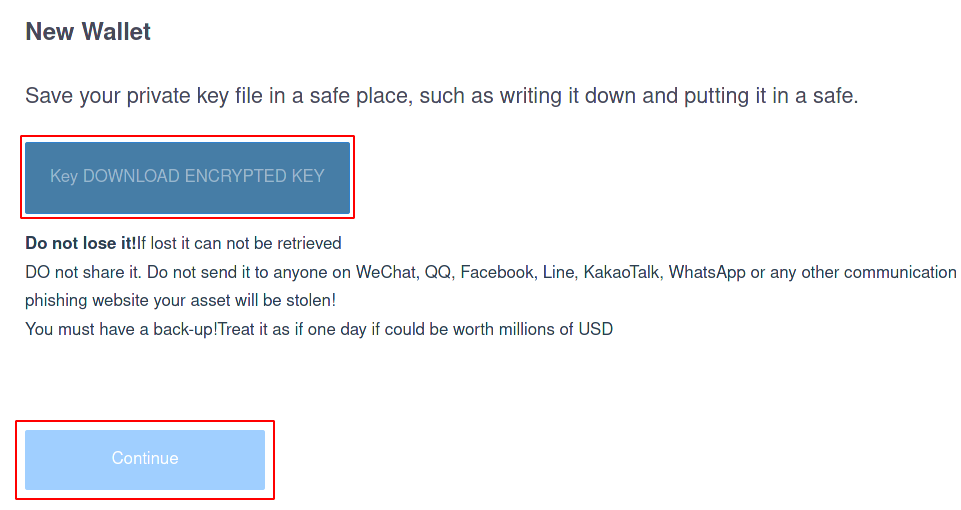 New Wallet
Save your private key file in a safe place, such as writing it down and putting it in a safe.
Key DOWNLOAD ENCRYPTED KEY
Do not lose it!If lost it can not be retrieved
DO not share it. Do not send it to anyone on WeChat, QQ, Facebook, Line, KakaoTalk, WhatsApp or any other communication
phishing website your asset will be stolen!
You must have a back-up!Treat it as if one day if could be worth millions of USD
Continue